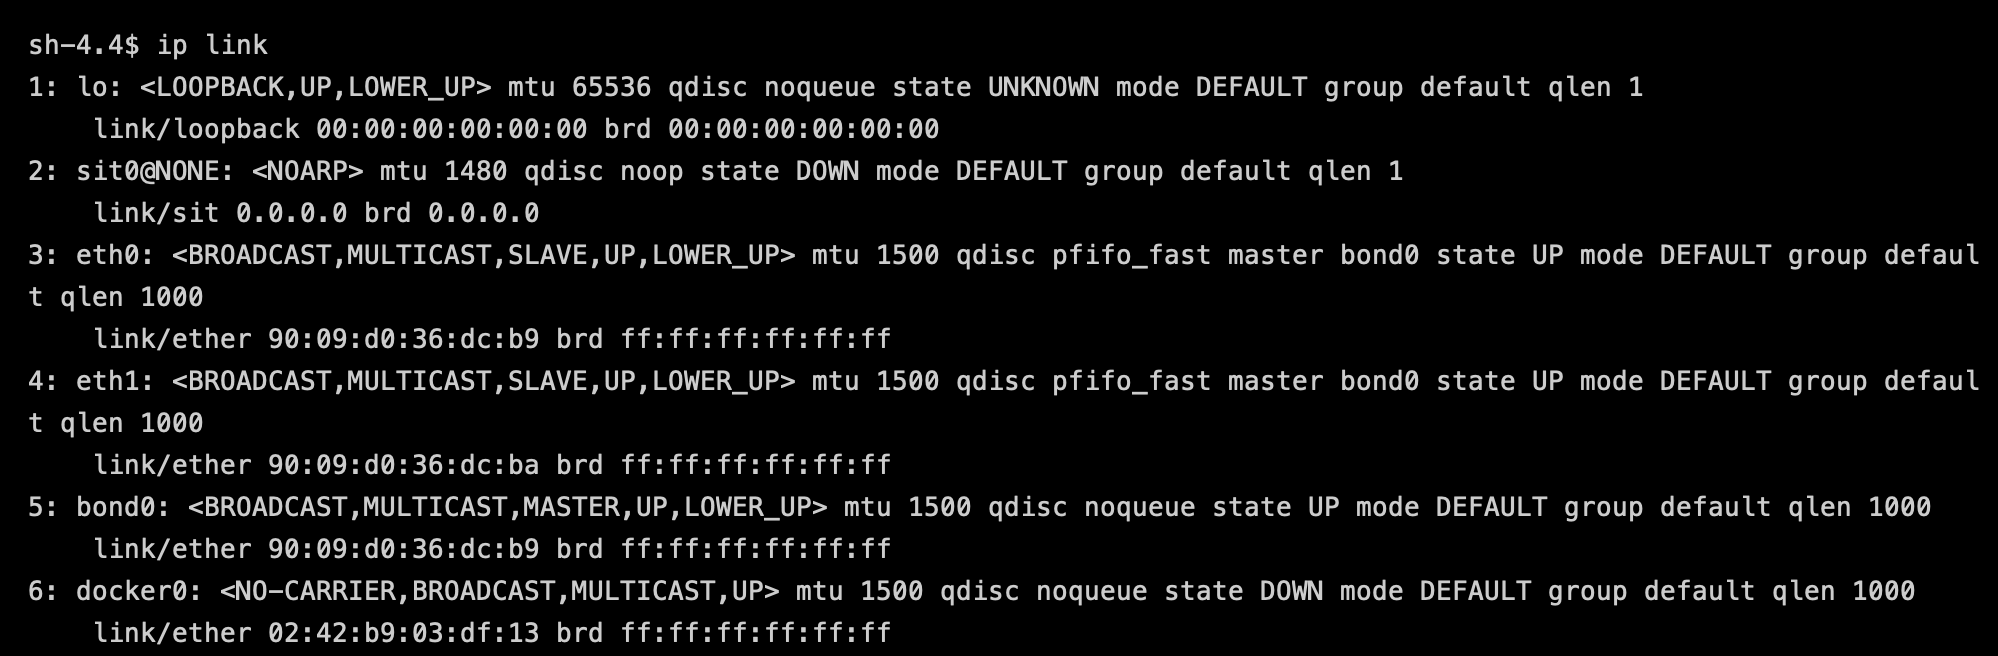 sh-4.4$ ip link
1: lo: <LOOPBACK,UP,LOWER_UP> mtu 65536 qdisc noqueue state UNKNOWN mode DEFAULT group default qlen 1
    link/loopback 00:00:00:00:00:00 brd 00:00:00:00:00:00
2: sit0@NONE: <NOARP> mtu 1480 qdisc noop state DOWN mode DEFAULT group default qlen 1
    link/sit 0.0.0.0 brd 0.0.0.0
3: eth0: <BROADCAST,MULTICAST,SLAVE,UP,LOWER_UP> mtu 1500 qdisc pfifo_fast master bond0 state UP mode DEFAULT group defaul
t qlen 1000
    link/ether 90:09:d0:36:dc:b9 brd ff:ff:ff:ff:ff:ff
4: eth1: <BROADCAST,MULTICAST,SLAVE,UP,LOWER_UP> mtu 1500 qdisc pfifo_fast master bond0 state UP mode DEFAULT group defaul
t qlen 1000
    link/ether 90:09:d0:36:dc:ba brd ff:ff:ff:ff:ff:ff
5: bond0: <BROADCAST,MULTICAST,MASTER,UP,LOWER_UP> mtu 1500 qdisc noqueue state UP mode DEFAULT group default qlen 1000
    link/ether 90:09:d0:36:dc:b9 brd ff:ff:ff:ff:ff:ff
6: docker0: <NO-CARRIER,BROADCAST,MULTICAST,UP> mtu 1500 qdisc noqueue state DOWN mode DEFAULT group default qlen 1000
    link/ether 02:42:b9:03:df:13 brd ff:ff:ff:ff:ff:ff